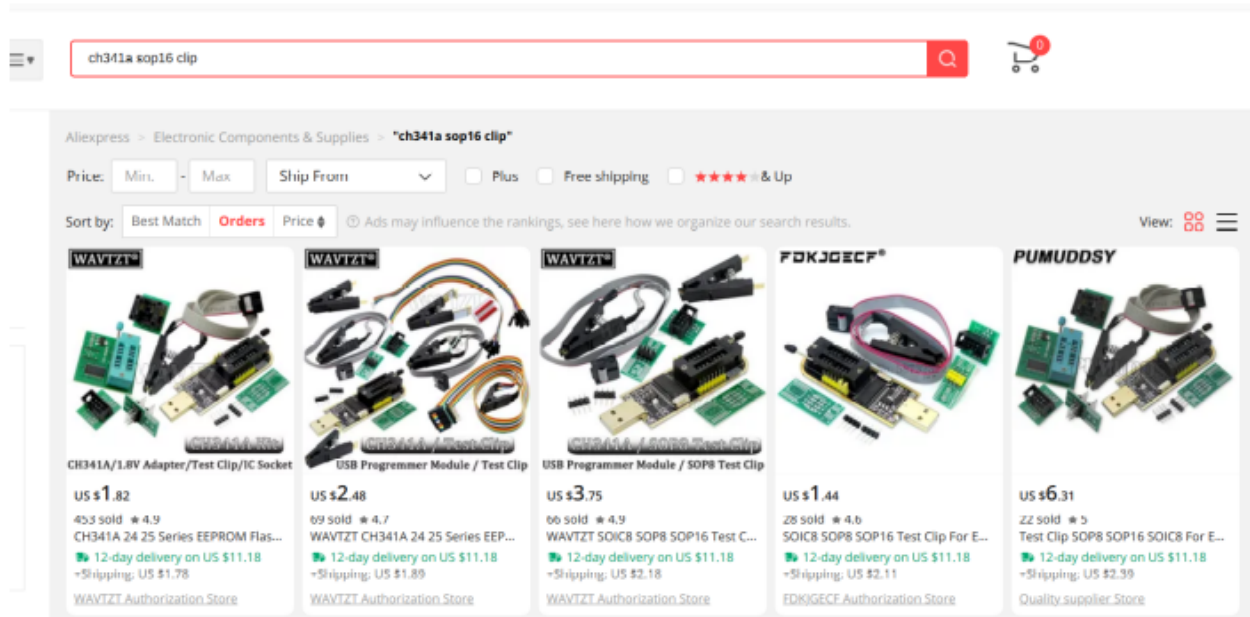 ch341a sop16 clip
0
Aliexpress > Electronic Components & Supplies > "ch341a sop16 clip"
Price: Min. - Max Ship From Plus Free shipping & Up
Sort by: Best Match Orders Price Ads may influence the rankings, see here how we organize our search results. View:
WAVTZT® WAVTZT® WAVTZT® FDKJGECF® PUMUDDSY
CH341A-Kit CH341A/Test-Clip CH341A/SOP8-Test-Clip
CH341A/1.8V Adapter/Test Clip/IC Socket USB Progremmer Module / Test Clip USB Programmer Module / SOP8 Test Clip
US $1.82 US $2.48 US $3.75 US $1.44 US $6.31
453 sold ★ 4.9 69 sold ★ 4.7 66 sold ★ 4.9 28 sold ★ 4.6 22 sold ★ 5
CH341A 24 25 Series EEPROM Flas... WAVTZT CH341A 24 25 Series EEP... WAVTZT SOIC8 SOP8 SOP16 Test C... SOIC8 SOP8 SOP16 Test Clip For E... Test Clip SOP8 SOP16 SOIC8 For E...
12-day delivery on US $11.18 12-day delivery on US $11.18 12-day delivery on US $11.18 12-day delivery on US $11.18 12-day delivery on US $11.18
+Shipping: US $1.78 +Shipping: US $1.89 +Shipping: US $2.18 +Shipping: US $2.11 +Shipping: US $2.39
WAVTZT Authorization Store WAVTZT Authorization Store WAVTZT Authorization Store FDKJGECF Authorization Store Quality supplier Store